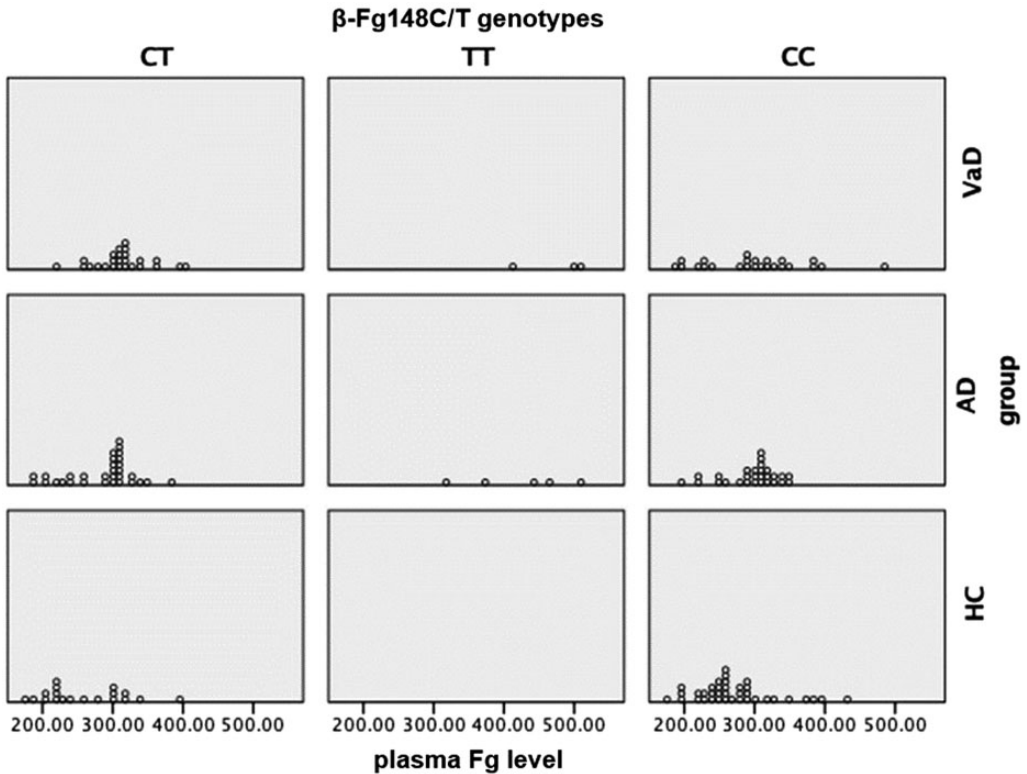 β-Fg148C/T genotypes
CT TT CC
VaD
AD
group
HC
200.00 300.00 400.00 500.00 200.00 300.00 400.00 500.00 200.00 300.00 400.00 500.00
plasma Fg level